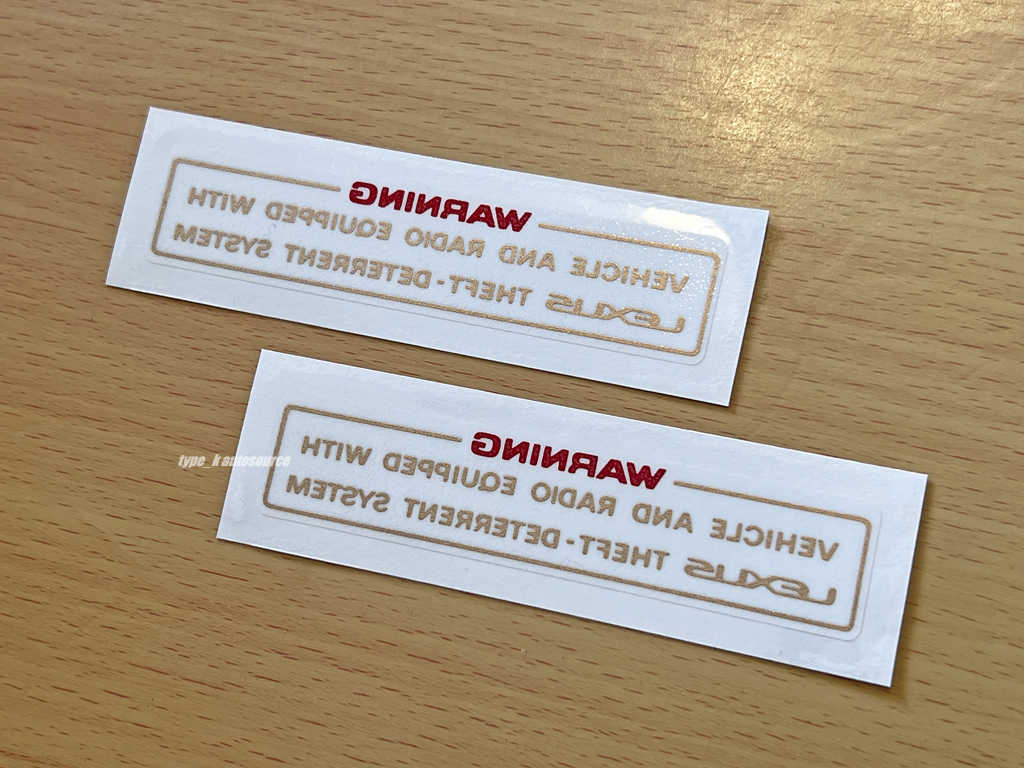 WARNING
VEHICLE AND RADIO EQUIPPED WITH
LEXUS THEFT-DETERRENT SYSTEM
type_k autosource
WARNING
VEHICLE AND RADIO EQUIPPED WITH
LEXUS THEFT-DETERRENT SYSTEM